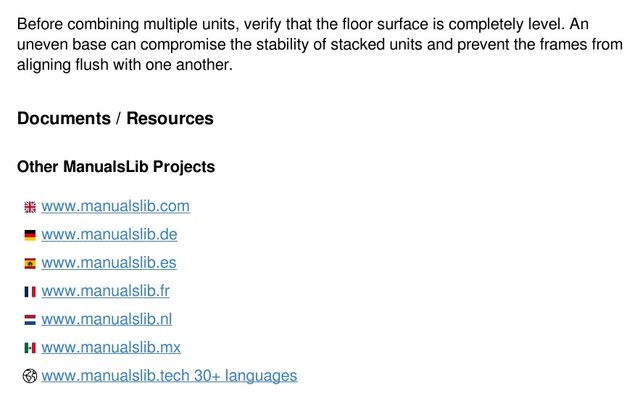 Before combining multiple units, verify that the floor surface is completely level. An
uneven base can compromise the stability of stacked units and prevent the frames from
aligning flush with one another.
Documents / Resources
Other ManualsLib Projects
www.manualslib.com
www.manualslib.de
www.manualslib.es
www.manualslib.fr
www.manualslib.nl
www.manualslib.mx
www.manualslib.tech 30+ languages